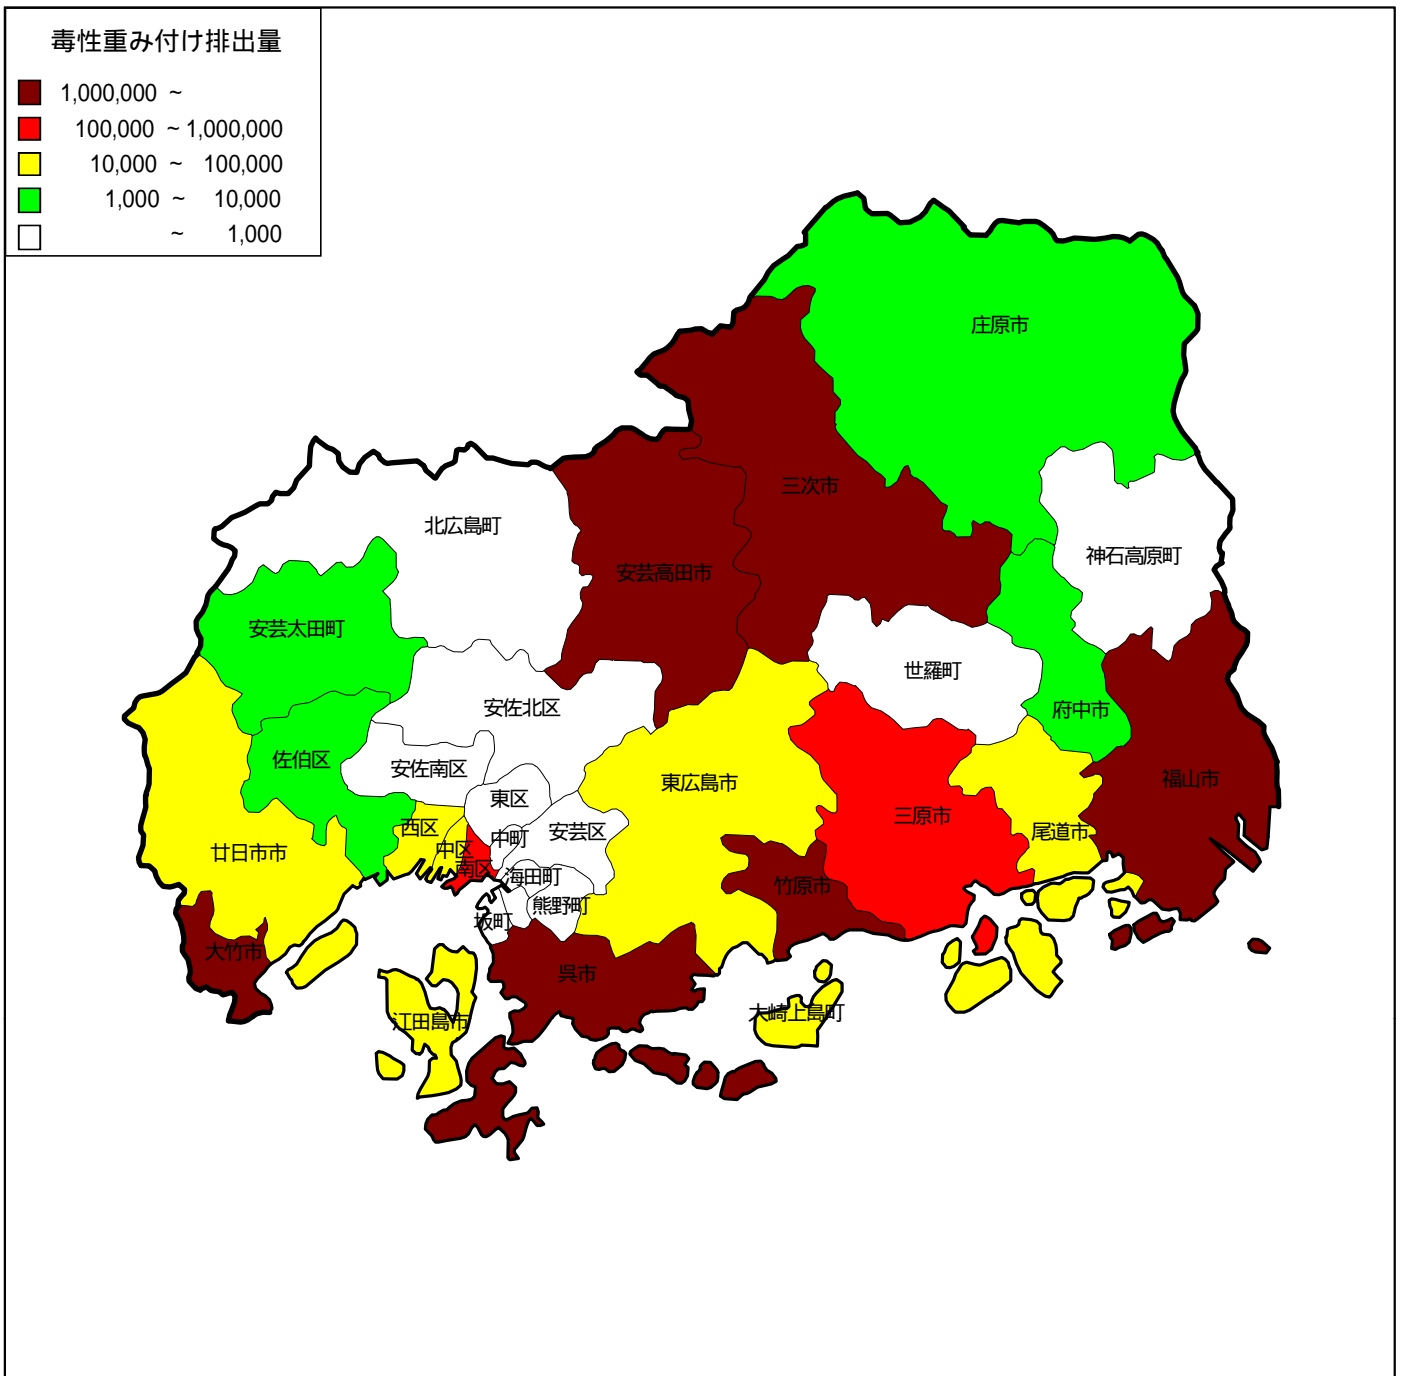 毒性重み付け排出量
1,000,000 ~
100,000 ~ 1,000,000
10,000 ~ 100,000
1,000 ~ 10,000
~ 1,000
庄原市
三次市
北広島町
神石高原町
安芸高田市
安芸太田町
世羅町
安佐北区
府中市
佐伯区
安佐南区
東広島市
福山市
東区
三原市
西区
安芸区
尾道市
中町
中区
廿日市市
南区
海田町
竹原市
熊野町
坂町
大竹市
呉市
大崎上島町
江田島市